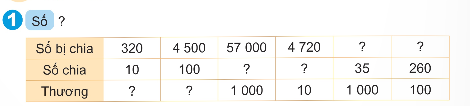 1 Số ?
Số bị chia 320 4 500 57 000 4 720 ? ?
Số chia 10 100 ? ? 35 260
Thương ? ? 1 000 10 1 000 100